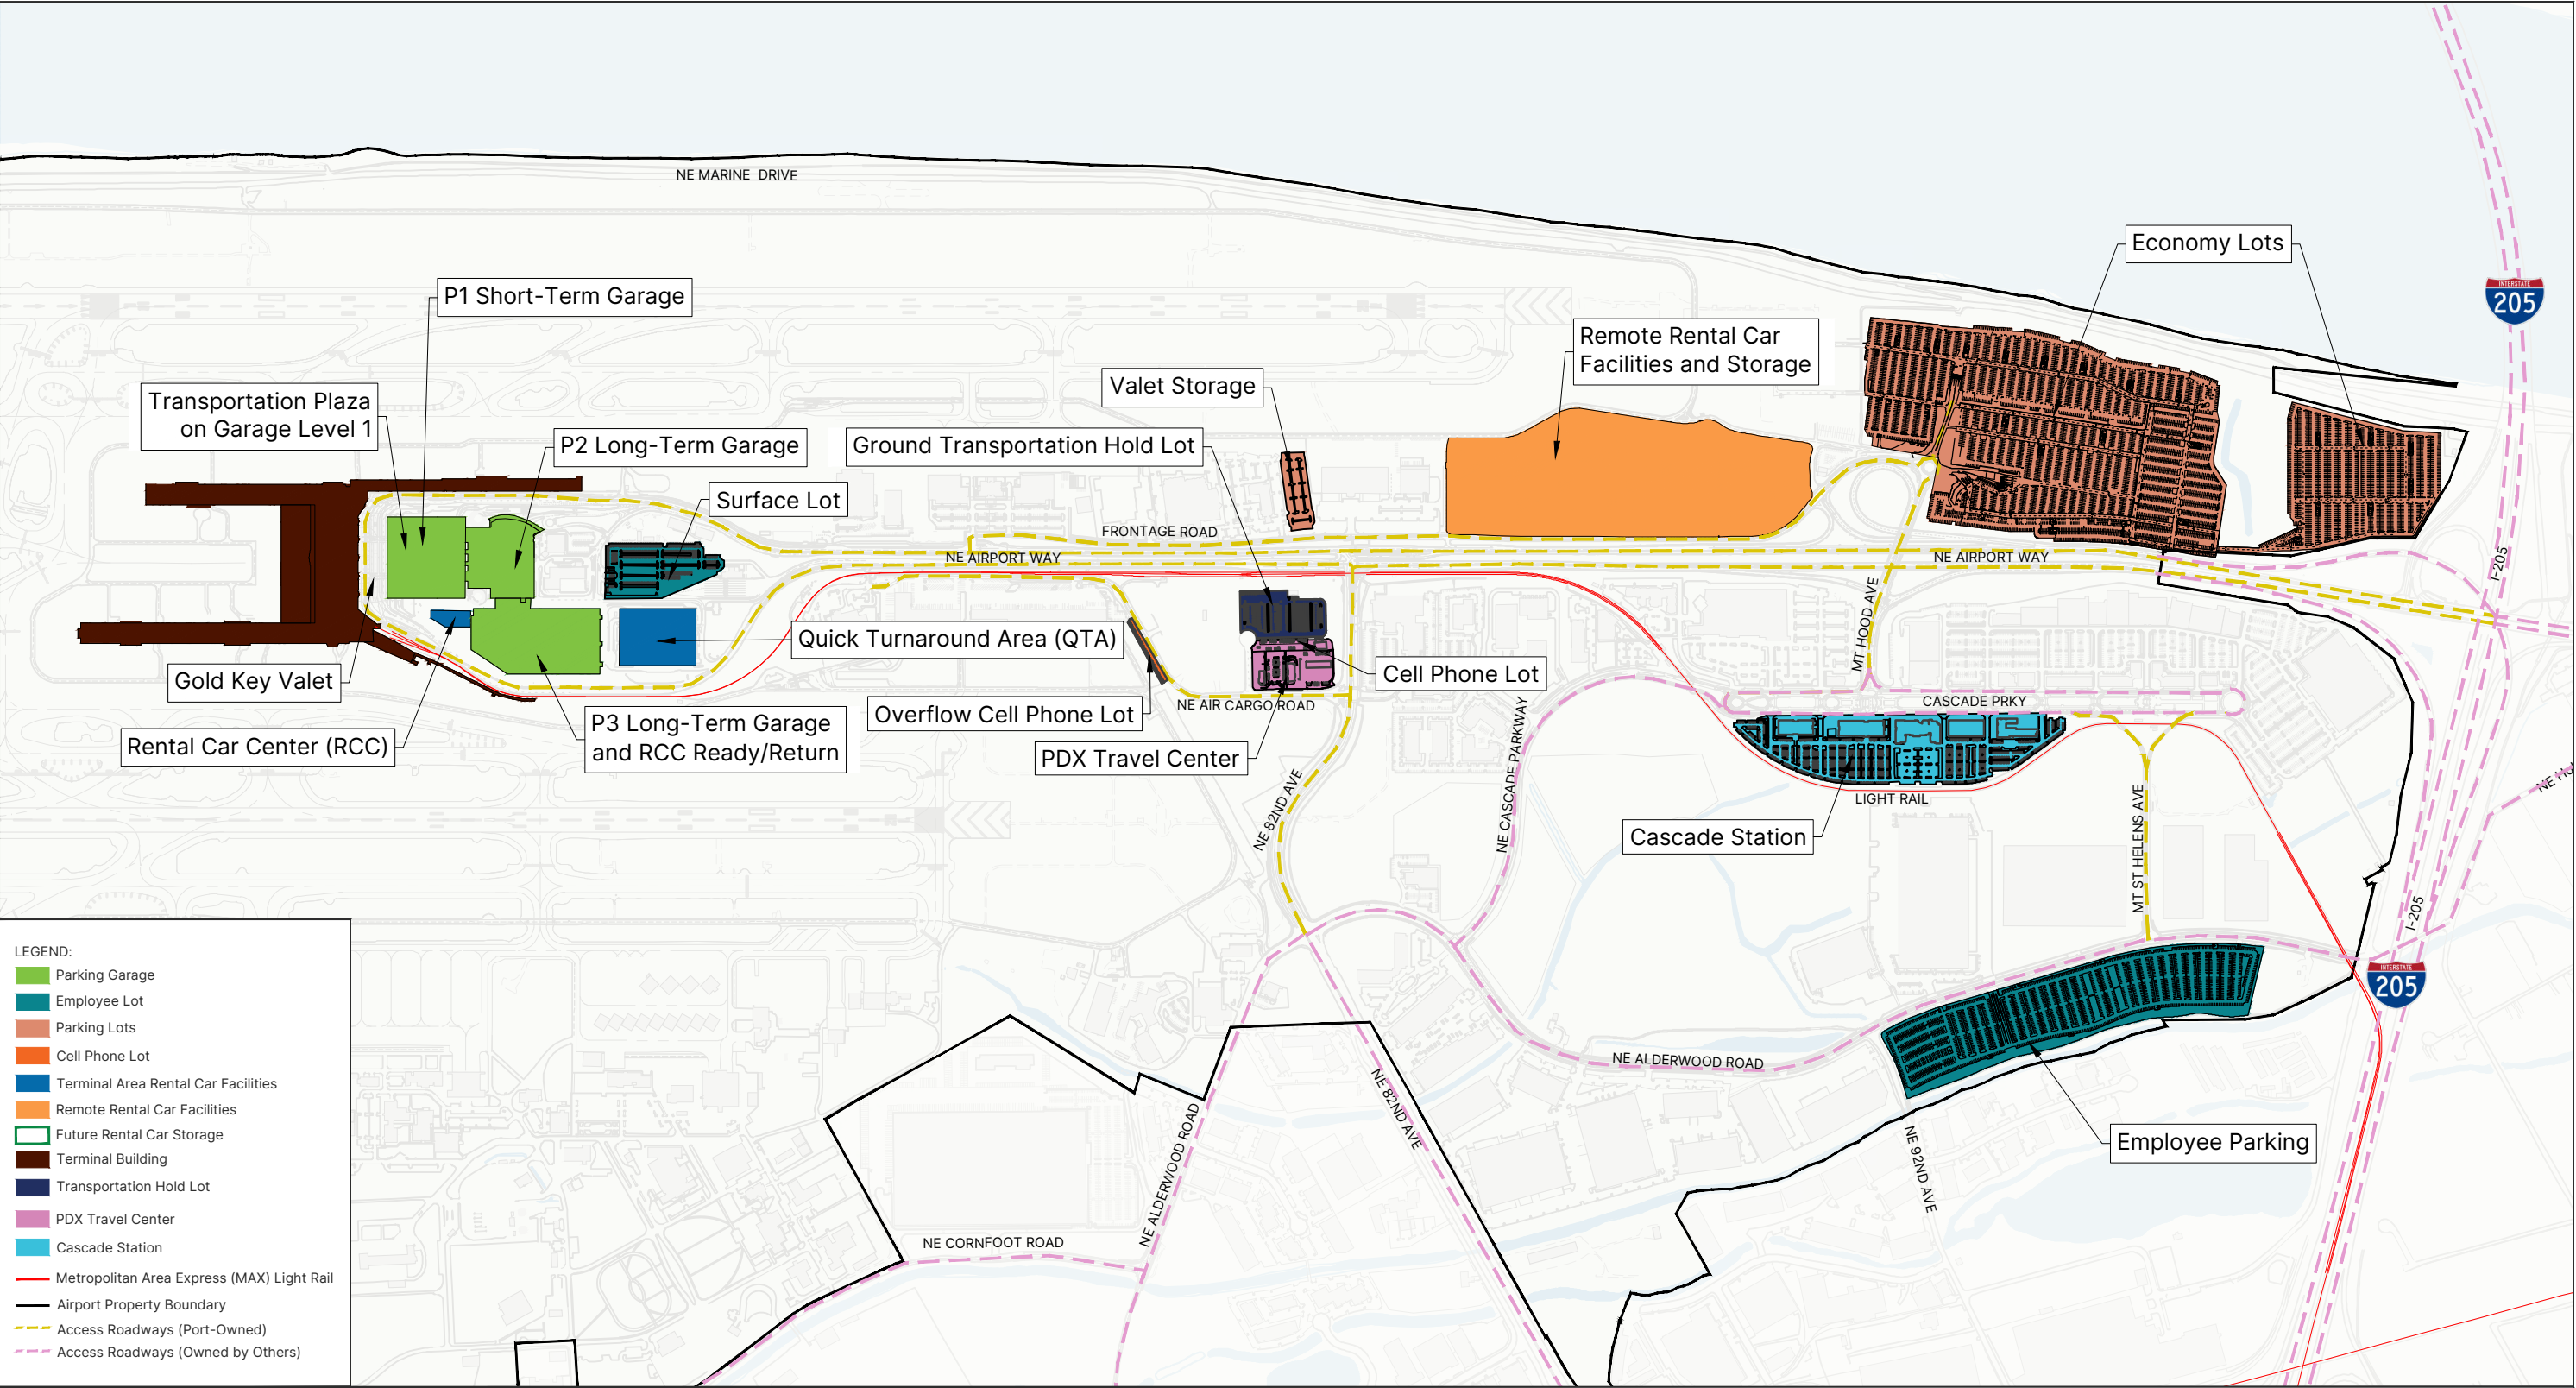 NE MARINE DRIVE
Economy Lots
INTERSTATE
205
P1 Short-Term Garage
Remote Rental Car
Facilities and Storage
Valet Storage
Transportation Plaza
on Garage Level 1
P2 Long-Term Garage
Ground Transportation Hold Lot
Surface Lot
FRONTAGE ROAD
NE AIRPORT WAY
NE AIRPORT WAY
I-205
MT HOOD AVE
Quick Turnaround Area (QTA)
Cell Phone Lot
Gold Key Valet
Overflow Cell Phone Lot
NE AIR CARGO ROAD
CASCADE PRKY
P3 Long-Term Garage
and RCC Ready/Return
Rental Car Center (RCC)
PDX Travel Center
NE CASCADE PARKWAY
NE 82ND AVE
LIGHT RAIL
Cascade Station
MT ST HELENS AVE
I-205
INTERSTATE
205
NE ALDERWOOD ROAD
NE 82ND AVE
NE ALDERWOOD ROAD
NE 92ND AVE
Employee Parking
NE CORNFOOT ROAD
LEGEND:
Parking Garage
Employee Lot
Parking Lots
Cell Phone Lot
Terminal Area Rental Car Facilities
Remote Rental Car Facilities
Future Rental Car Storage
Terminal Building
Transportation Hold Lot
PDX Travel Center
Cascade Station
Metropolitan Area Express (MAX) Light Rail
Airport Property Boundary
Access Roadways (Port-Owned)
Access Roadways (Owned by Others)